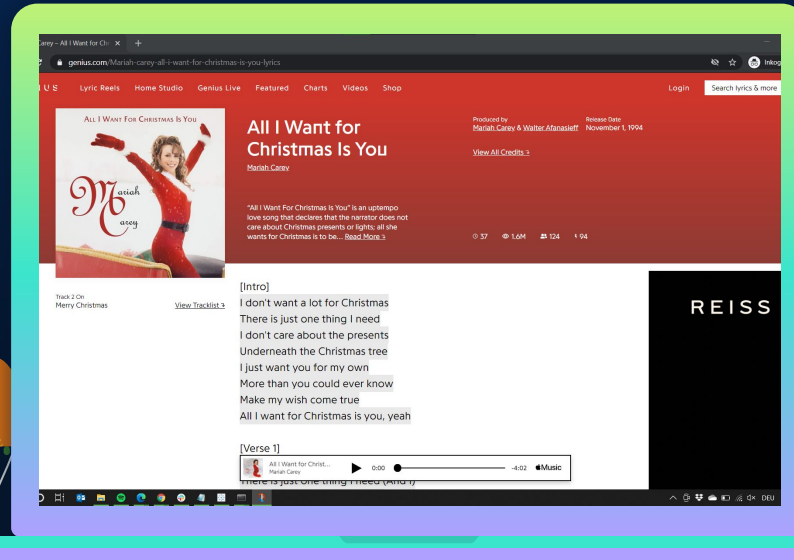 Carey – All I Want for Chr
genius.com/Mariah-carey-all-i-want-for-christmas-is-you-lyrics
Inkog
I U S Lyric Reels Home Studio Genius Live Featured Charts Videos Shop Login Search lyrics & more
ALL I WANT FOR CHRISTMAS IS YOU
Mariah
Carey
All I Want for
Christmas Is You
Mariah Carey
"All I Want For Christmas Is You" is an uptempo
love song that declares that the narrator does not
care about Christmas presents or lights; all she
wants for Christmas is to be... Read More
Produced by
Mariah Carey & Walter Afanasieff
Release Date
November 1, 1994
View All Credits
37 1.6M 124 94
Track 2 On
Merry Christmas
View Tracklist
[Intro]
I don't want a lot for Christmas
There is just one thing I need
I don't care about the presents
Underneath the Christmas tree
I just want you for my own
More than you could ever know
Make my wish come true
All I want for Christmas is you, yeah
[Verse 1]
All I Want for Christ...
Mariah Carey
0:00 -4:02 Music
There is just one thing I need (And I)
REISS
DEU